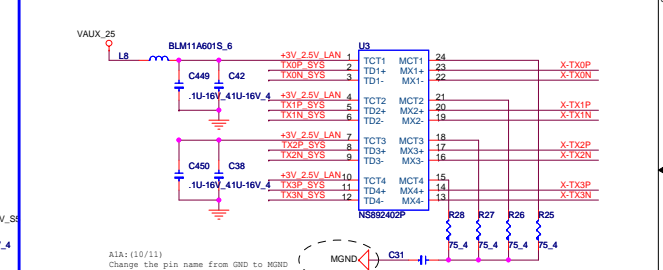 VAUX_25
L8
BLM11A601S_6
U3
+3V_2.5V_LAN 1 TCT1 MCT1 24
TX0P_SYS 2 TD1+ MX1+ 23 X-TX0P
TX0N_SYS 3 TD1- MX1- 22 X-TX0N
C449 C42
.1U-16V_4 .1U-16V_4
+3V_2.5V_LAN 4 TCT2 MCT2 21
TX1P_SYS 5 TD2+ MX2+ 20 X-TX1P
TX1N_SYS 6 TD2- MX2- 19 X-TX1N
+3V_2.5V_LAN 7 TCT3 MCT3 18
TX2P_SYS 8 TD3+ MX3+ 17 X-TX2P
TX2N_SYS 9 TD3- MX3- 16 X-TX2N
C450 C38
.1U-16V_4 .1U-16V_4
+3V_2.5V_LAN 10 TCT4 MCT4 15
TX3P_SYS 11 TD4+ MX4+ 14 X-TX3P
TX3N_SYS 12 TD4- MX4- 13 X-TX3N
NS892402P
R28 R27 R26 R25
75_4 75_4 75_4 75_4
V_S5
_4
_4
A1A:(10/11)
Change the pin name from GND to MGND
MGND C31